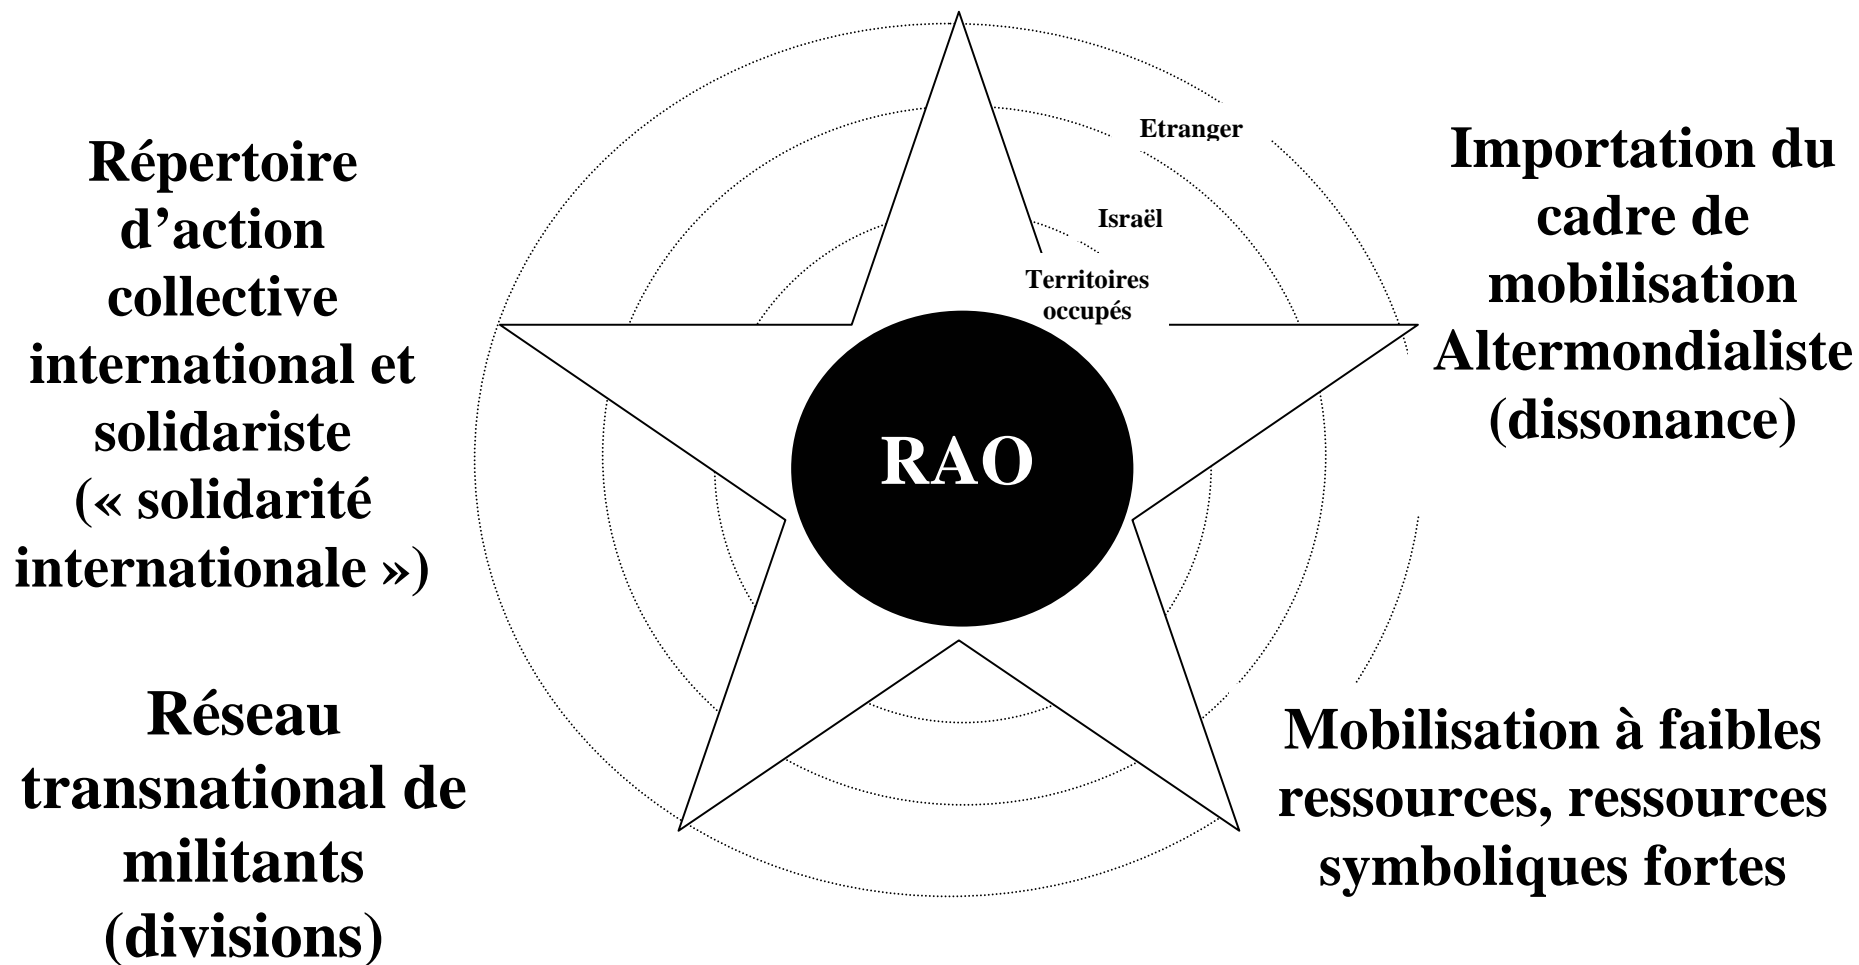 Répertoire
d’action
collective
international et
solidariste
(« solidarité
internationale »)
Réseau
transnational de
militants
(divisions)
Etranger
Israël
Territoires
occupés
RAO
Importation du
cadre de
mobilisation
Altermondialiste
(dissonance)
Mobilisation à faibles
ressources, ressources
symboliques fortes